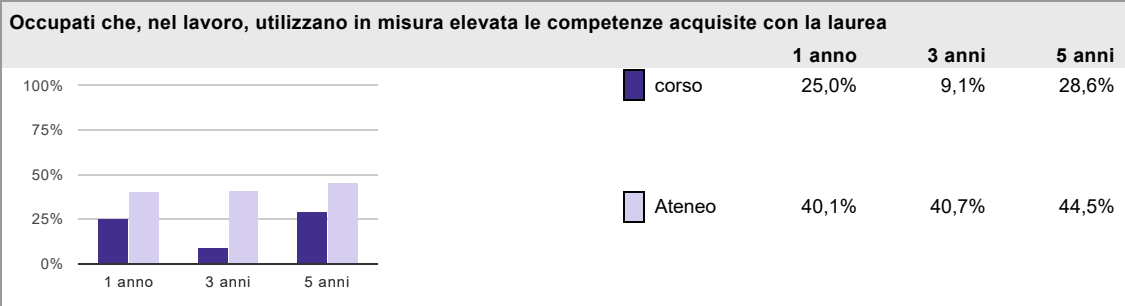 Occupati che, nel lavoro, utilizzano in misura elevata le competenze acquisite con la laurea
1 anno 3 anni 5 anni
100%
75%
50%
25%
0%
1 anno 3 anni 5 anni
corso 25,0% 9,1% 28,6%
Ateneo 40,1% 40,7% 44,5%